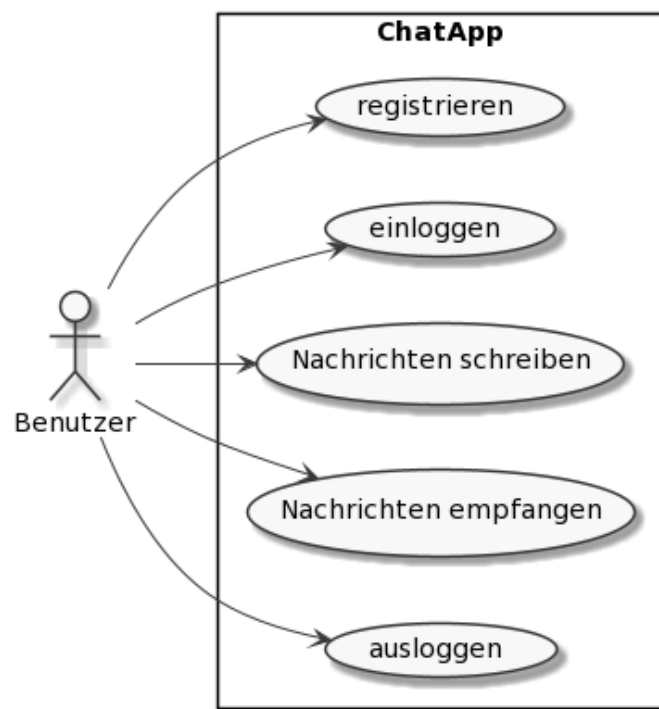 ChatApp
registrieren
einloggen
Nachrichten schreiben
Benutzer
Nachrichten empfangen
ausloggen